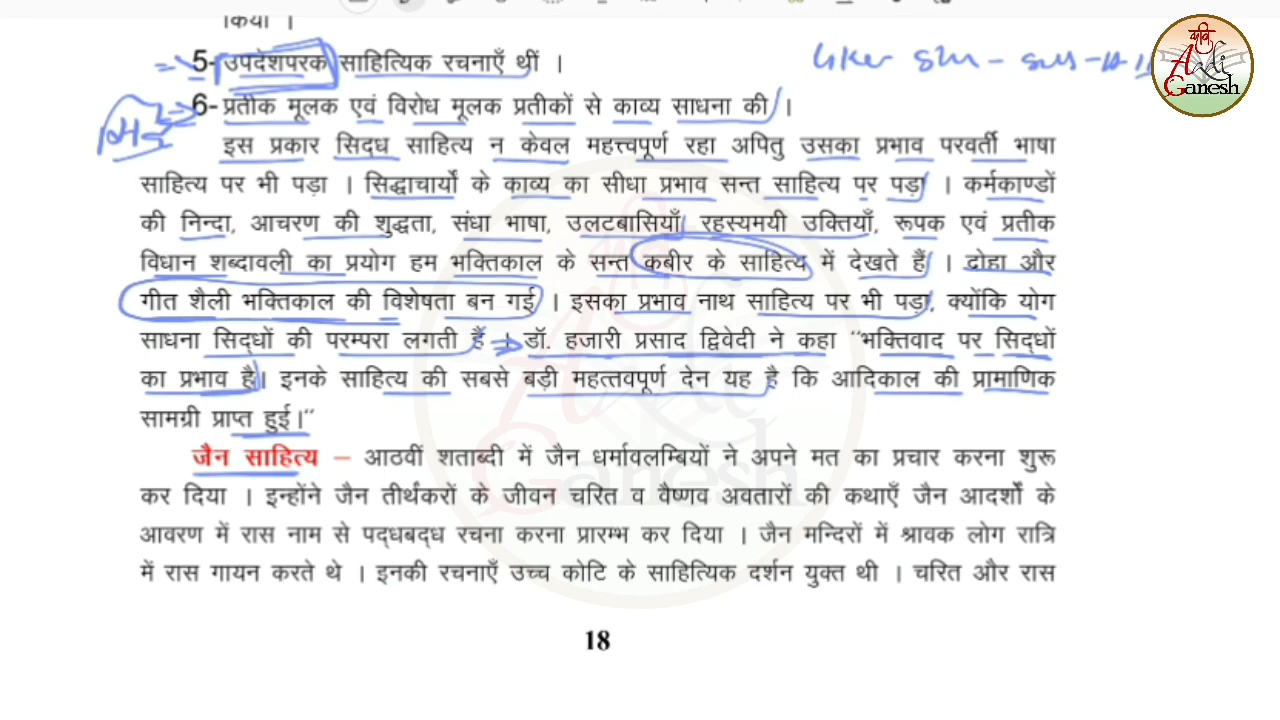 किया ।
5- उपदेशपरक साहित्यिक रचनाएँ थीं ।
6- प्रतीक मूलक एवं विरोध मूलक प्रतीकों से काव्य साधना की ।
इस प्रकार सिद्ध साहित्य न केवल महत्त्वपूर्ण रहा अपितु उसका प्रभाव परवर्ती भाषा
साहित्य पर भी पड़ा । सिद्धाचार्यों के काव्य का सीधा प्रभाव सन्त साहित्य पर पड़ा । कर्मकाण्डों
की निन्दा, आचरण की शुद्धता, संधा भाषा, उलटबासियाँ रहस्यमयी उक्तियाँ, रूपक एवं प्रतीक
विधान शब्दावली का प्रयोग हम भक्तिकाल के सन्त कबीर के साहित्य में देखते हैं । दोहा और
गीत शैली भक्तिकाल की विशेषता बन गई । इसका प्रभाव नाथ साहित्य पर भी पड़ा, क्योंकि योग
साधना सिद्धों की परम्परा लगती है । डॉ. हजारी प्रसाद द्विवेदी ने कहा "भक्तिवाद पर सिद्धों
का प्रभाव है। इनके साहित्य की सबसे बड़ी महत्तवपूर्ण देन यह है कि आदिकाल की प्रामाणिक
सामग्री प्राप्त हुई।"
जैन साहित्य – आठवीं शताब्दी में जैन धर्मावलम्बियों ने अपने मत का प्रचार करना शुरू
कर दिया । इन्होंने जैन तीर्थंकरों के जीवन चरित व वैष्णव अवतारों की कथाएँ जैन आदर्शों के
आवरण में रास नाम से पद्धबद्ध रचना करना प्रारम्भ कर दिया । जैन मन्दिरों में श्रावक लोग रात्रि
में रास गायन करते थे । इनकी रचनाएँ उच्च कोटि के साहित्यिक दर्शन युक्त थी । चरित और रास
18
कवि
Aadi
Ganesh